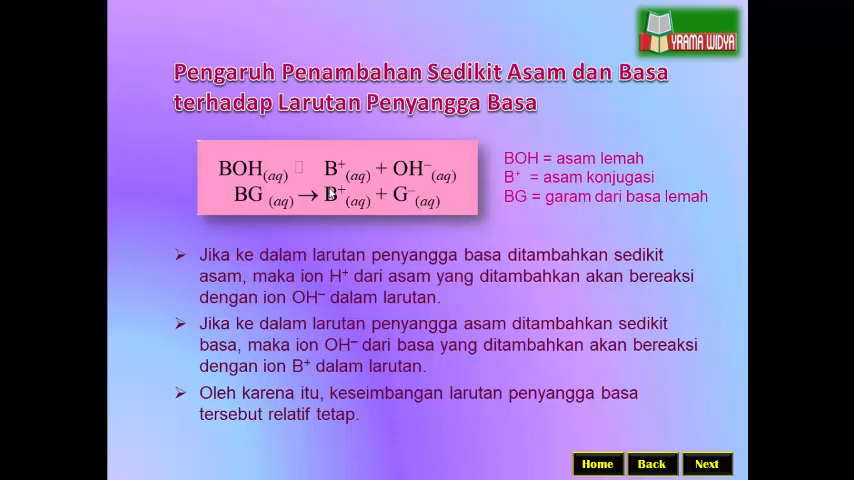 YRAMA WIDYA
Pengaruh Penambahan Sedikit Asam dan Basa
terhadap Larutan Penyangga Basa
BOH(aq) B⁺(aq) + OH⁻(aq)
BG (aq) → B⁺(aq) + G⁻(aq)
BOH = asam lemah
B⁺ = asam konjugasi
BG = garam dari basa lemah
➢ Jika ke dalam larutan penyangga basa ditambahkan sedikit
asam, maka ion H⁺ dari asam yang ditambahkan akan bereaksi
dengan ion OH⁻ dalam larutan.
➢ Jika ke dalam larutan penyangga asam ditambahkan sedikit
basa, maka ion OH⁻ dari basa yang ditambahkan akan bereaksi
dengan ion B⁺ dalam larutan.
➢ Oleh karena itu, keseimbangan larutan penyangga basa
tersebut relatif tetap.
Home Back Next